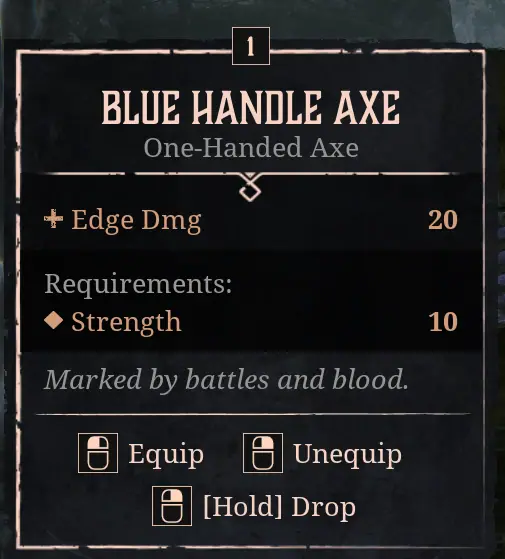 1
BLUE HANDLE AXE
One-Handed Axe
Edge Dmg 20
Requirements:
Strength 10
Marked by battles and blood.
Equip Unequip
[Hold] Drop